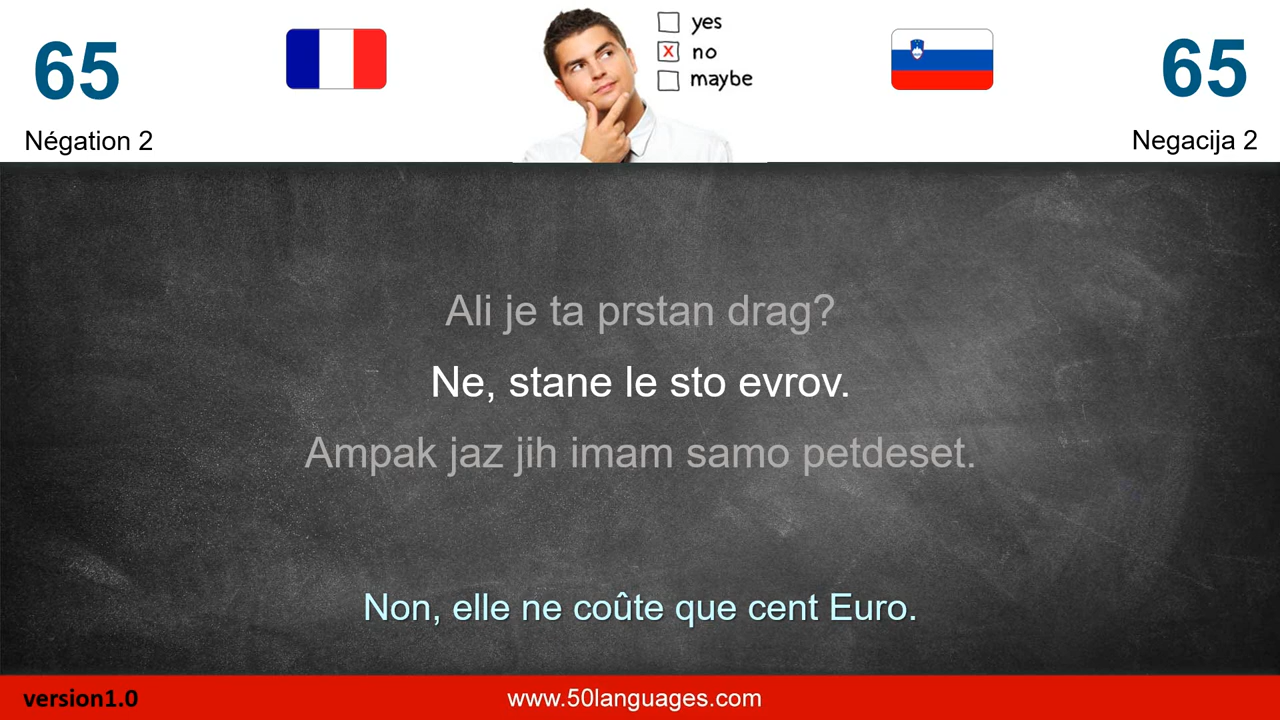 65
Négation 2
yes
x no
maybe
65
Negacija 2
Ali je ta prstan drag?
Ne, stane le sto evrov.
Ampak jaz jih imam samo petdeset.
Non, elle ne coûte que cent Euro.
version1.0
www.50languages.com